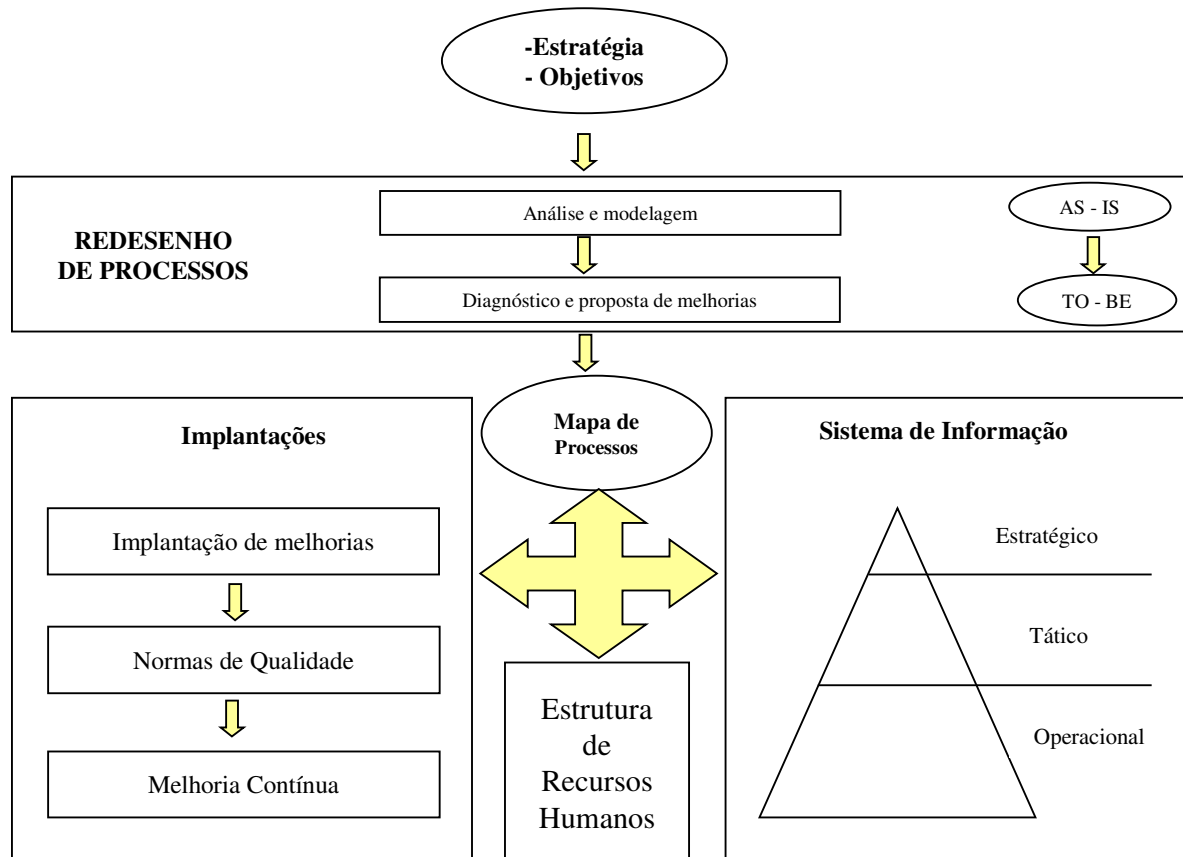 -Estratégia
- Objetivos
REDESENHO
DE PROCESSOS
Análise e modelagem
Diagnóstico e proposta de melhorias
AS - IS
TO - BE
Mapa de
Processos
Implantações
Implantação de melhorias
Normas de Qualidade
Melhoria Contínua
Estrutura
de
Recursos
Humanos
Sistema de Informação
Estratégico
Tático
Operacional